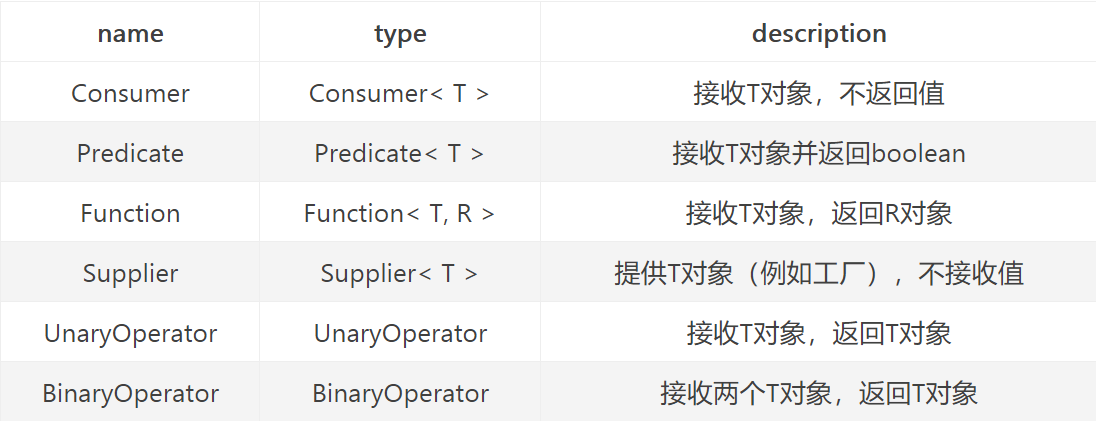 name type description
Consumer Consumer< T > 接收T对象，不返回值
Predicate Predicate< T > 接收T对象并返回boolean
Function Function< T, R > 接收T对象，返回R对象
Supplier Supplier< T > 提供T对象（例如工厂），不接收值
UnaryOperator UnaryOperator 接收T对象，返回T对象
BinaryOperator BinaryOperator 接收两个T对象，返回T对象